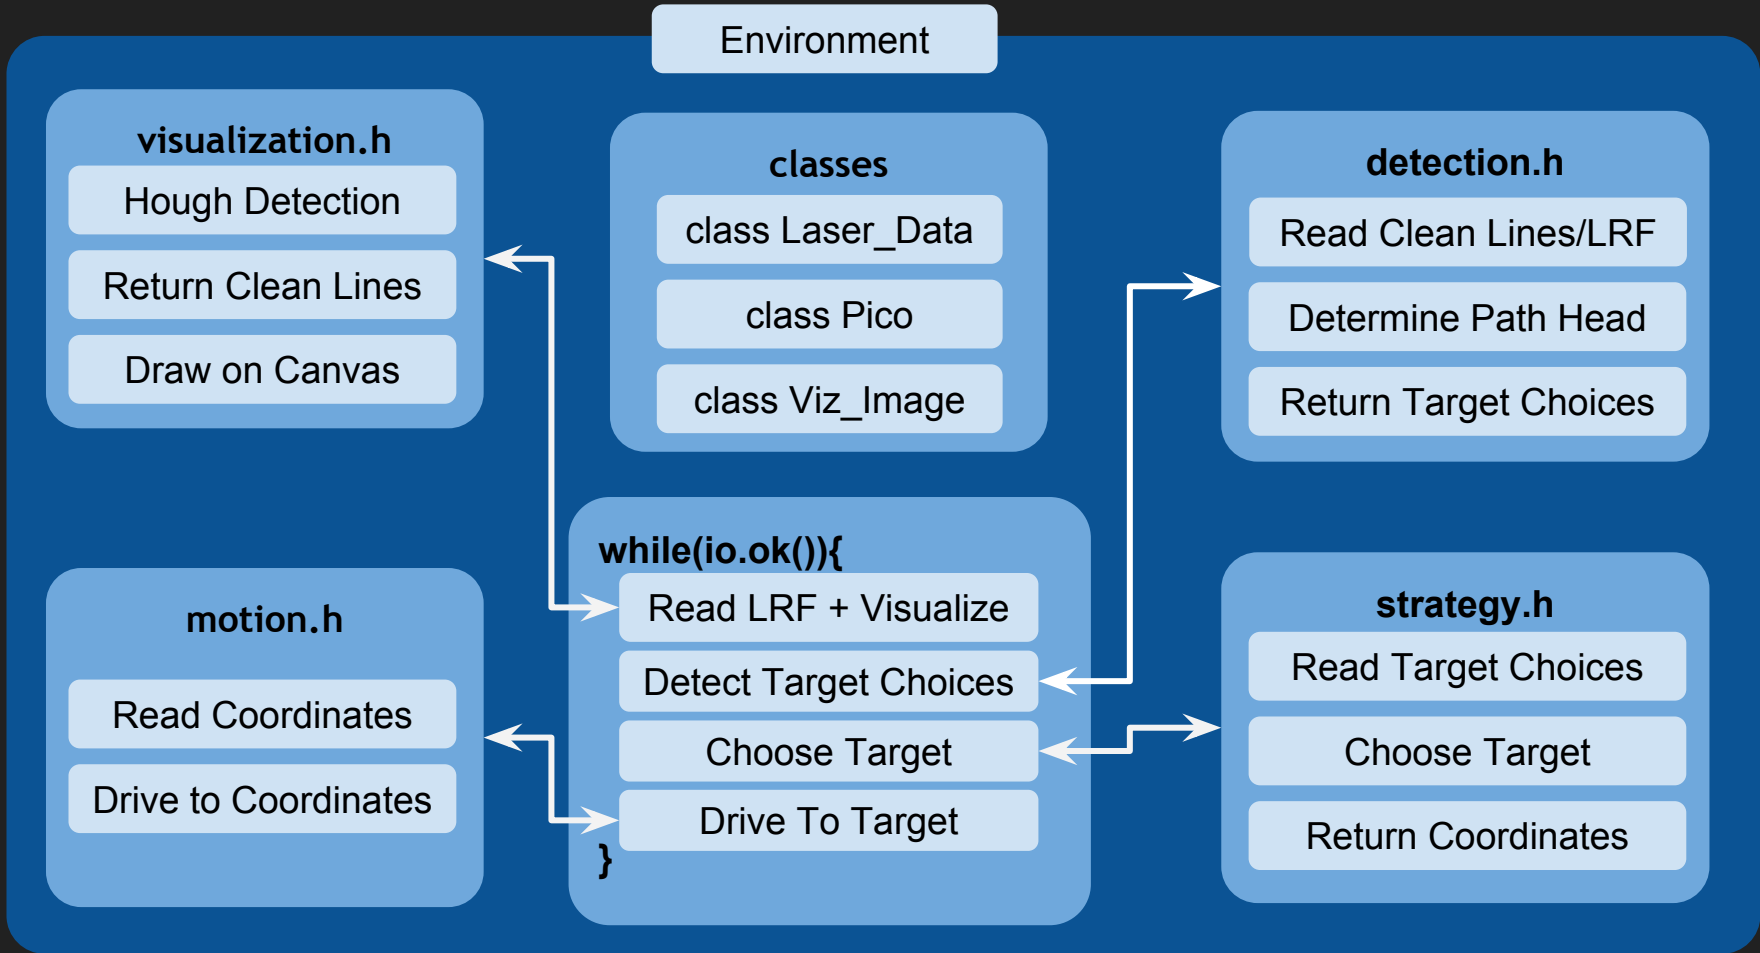 Environment
visualization.h
Hough Detection
Return Clean Lines
Draw on Canvas
classes
class Laser_Data
class Pico
class Viz_Image
detection.h
Read Clean Lines/LRF
Determine Path Head
Return Target Choices
motion.h
Read Coordinates
Drive to Coordinates
while(io.ok()){
Read LRF + Visualize
Detect Target Choices
Choose Target
Drive To Target
}
strategy.h
Read Target Choices
Choose Target
Return Coordinates